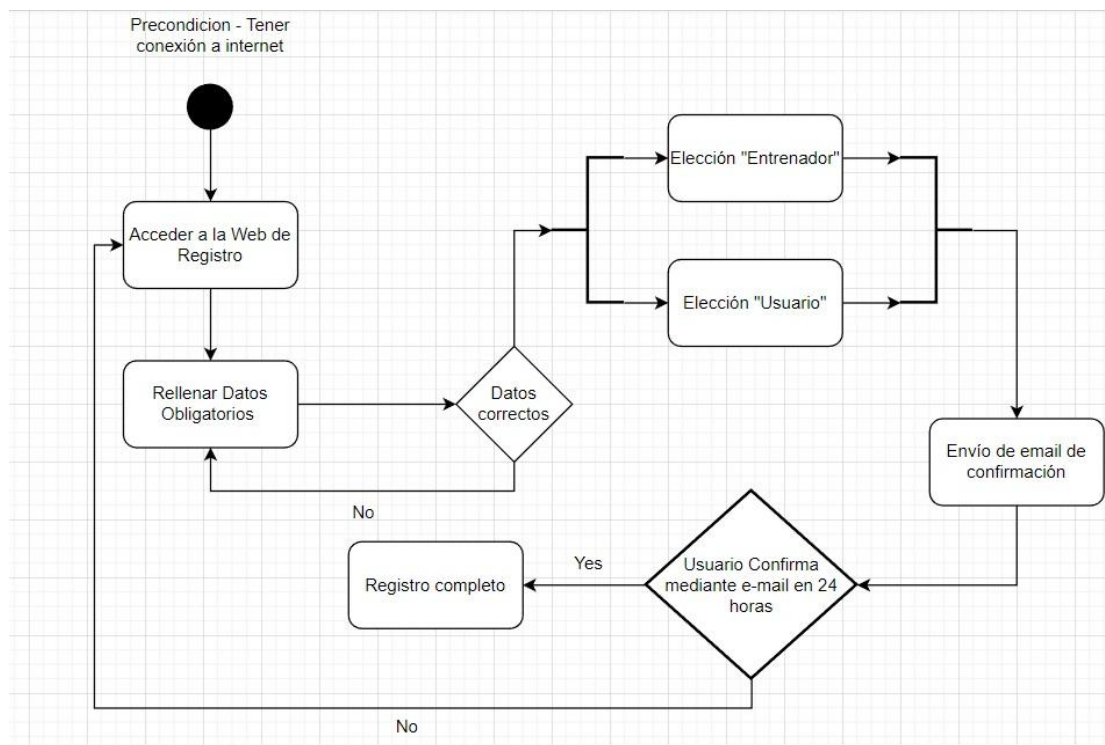 Precondicion - Tener
conexión a internet
Elección "Entrenador"
Acceder a la Web de
Registro
Elección "Usuario"
Rellenar Datos
Obligatorios
Datos
correctos
Envío de email de
confirmación
No
Registro completo
Yes
Usuario Confirma
mediante e-mail en 24
horas
No